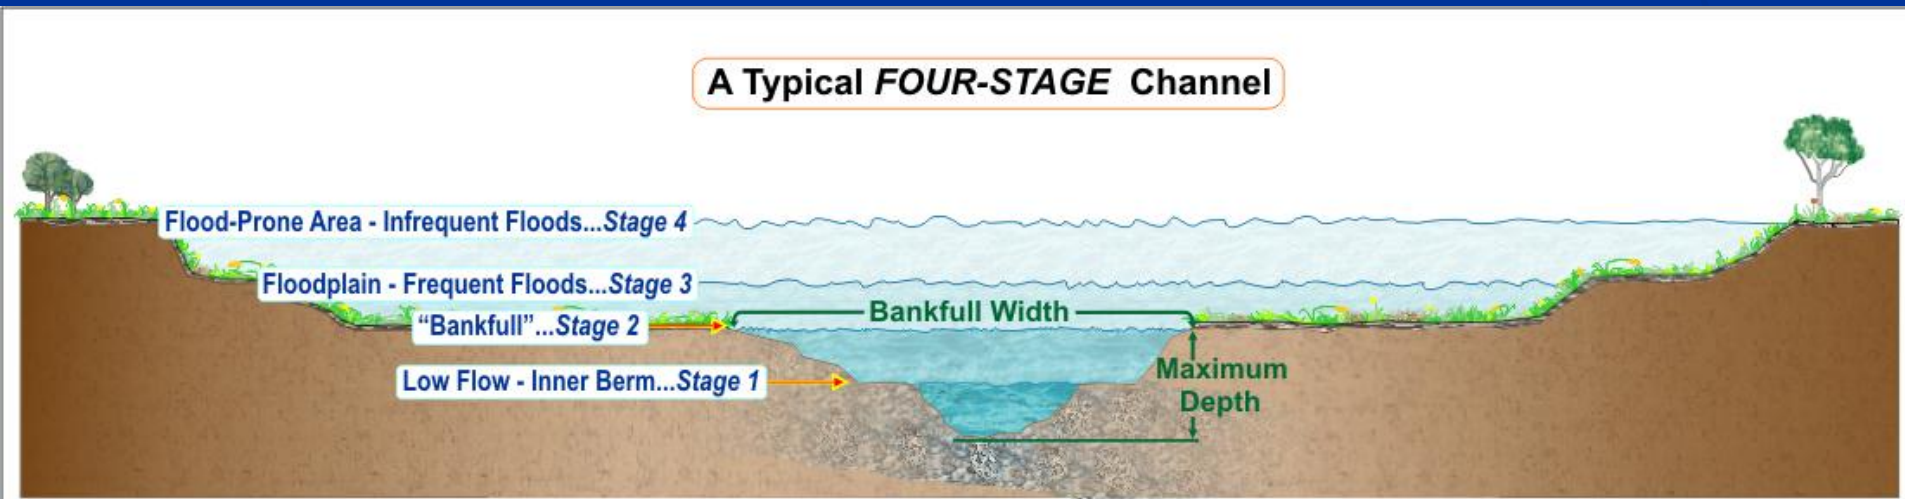 A Typical FOUR-STAGE Channel
Flood-Prone Area - Infrequent Floods...Stage 4
Floodplain - Frequent Floods...Stage 3
“Bankfull”...Stage 2
Bankfull Width
Low Flow - Inner Berm...Stage 1
Maximum
Depth